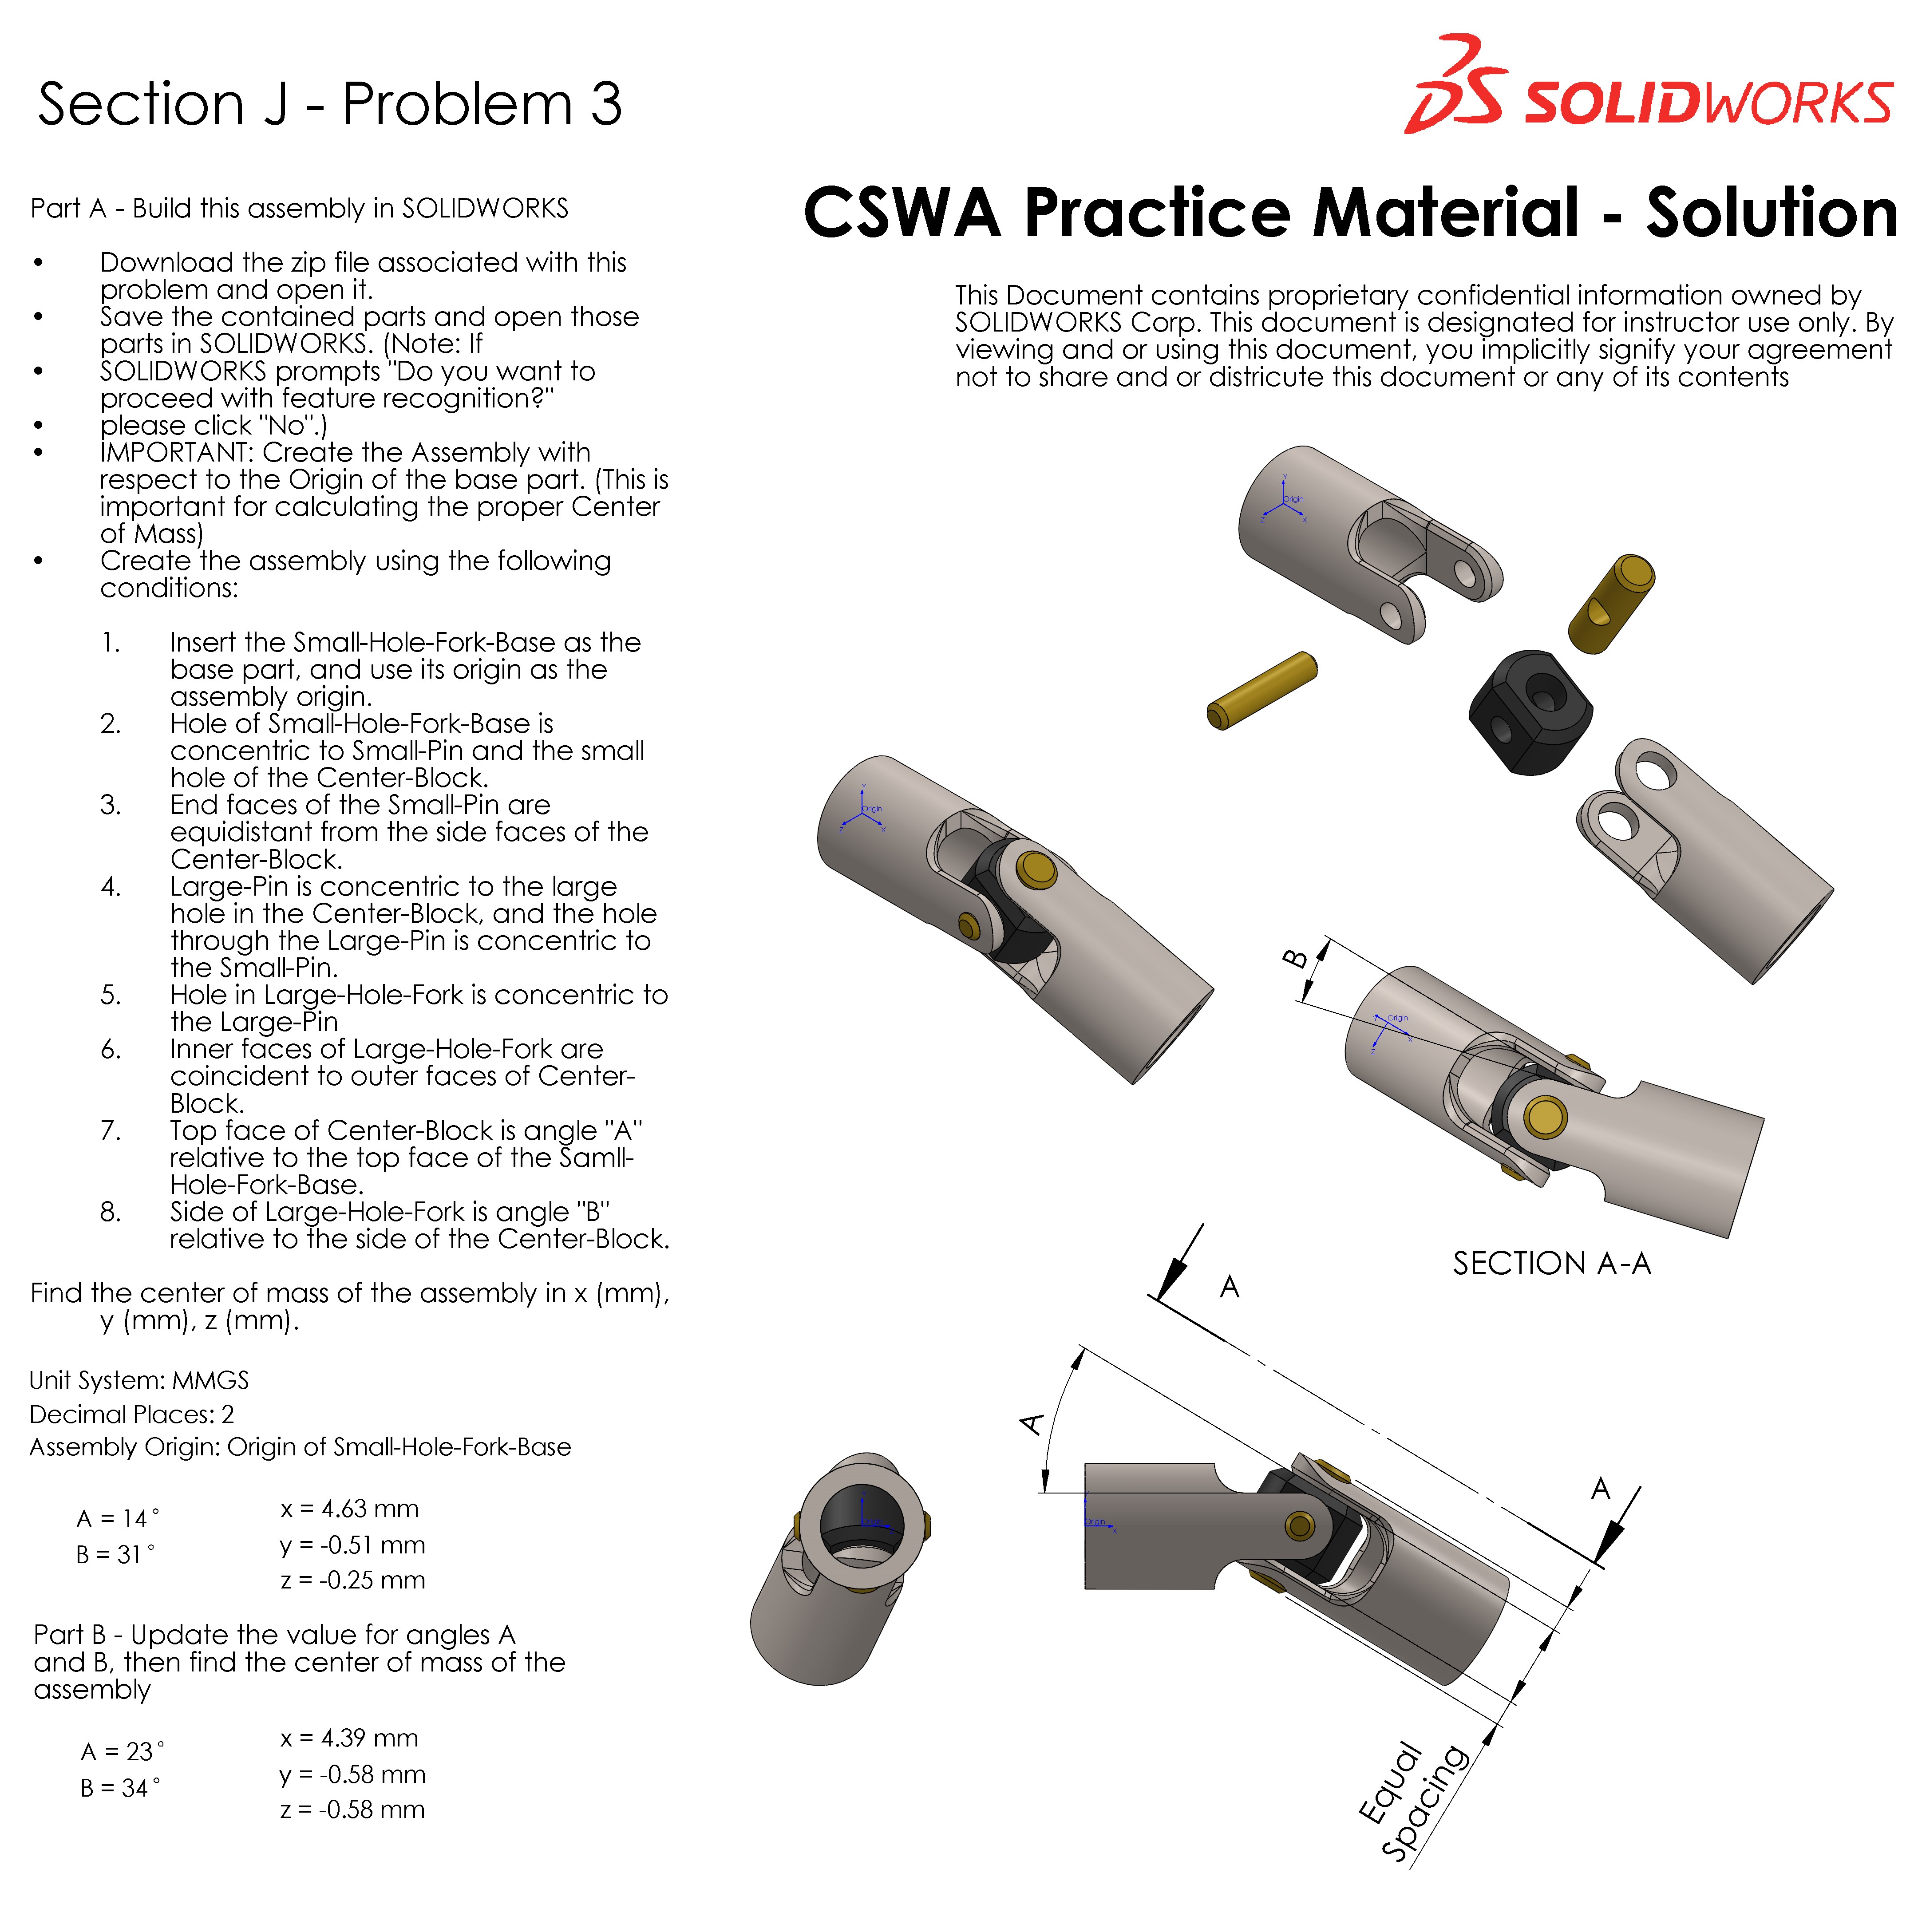 Section J - Problem 3
SOLIDWORKS
CSWA Practice Material - Solution
This Document contains proprietary confidential information owned by
SOLIDWORKS Corp. This document is designated for instructor use only. By
viewing and or using this document, you implicitly signify your agreement
not to share and or districute this document or any of its contents
Part A - Build this assembly in SOLIDWORKS
• Download the zip file associated with this
problem and open it.
• Save the contained parts and open those
parts in SOLIDWORKS. (Note: If
• SOLIDWORKS prompts "Do you want to
proceed with feature recognition?"
• please click "No".)
• IMPORTANT: Create the Assembly with
respect to the Origin of the base part. (This is
important for calculating the proper Center
of Mass)
• Create the assembly using the following
conditions:
1. Insert the Small-Hole-Fork-Base as the
base part, and use its origin as the
assembly origin.
2. Hole of Small-Hole-Fork-Base is
concentric to Small-Pin and the small
hole of the Center-Block.
3. End faces of the Small-Pin are
equidistant from the side faces of the
Center-Block.
4. Large-Pin is concentric to the large
hole in the Center-Block, and the hole
through the Large-Pin is concentric to
the Small-Pin.
5. Hole in Large-Hole-Fork is concentric to
the Large-Pin
6. Inner faces of Large-Hole-Fork are
coincident to outer faces of Center-
Block.
7. Top face of Center-Block is angle "A"
relative to the top face of the Samll-
Hole-Fork-Base.
8. Side of Large-Hole-Fork is angle "B"
relative to the side of the Center-Block.
Find the center of mass of the assembly in x (mm),
y (mm), z (mm).
Unit System: MMGS
Decimal Places: 2
Assembly Origin: Origin of Small-Hole-Fork-Base
A = 14°
B = 31°
x = 4.63 mm
y = -0.51 mm
z = -0.25 mm
Part B - Update the value for angles A
and B, then find the center of mass of the
assembly
A = 23°
B = 34°
x = 4.39 mm
y = -0.58 mm
z = -0.58 mm
Y
Origin
Z
X
Y
Origin
Z
X
B
Y
Origin
X
Z
SECTION A-A
A
A
A
Origin
X
Origin
Equal
Spacing